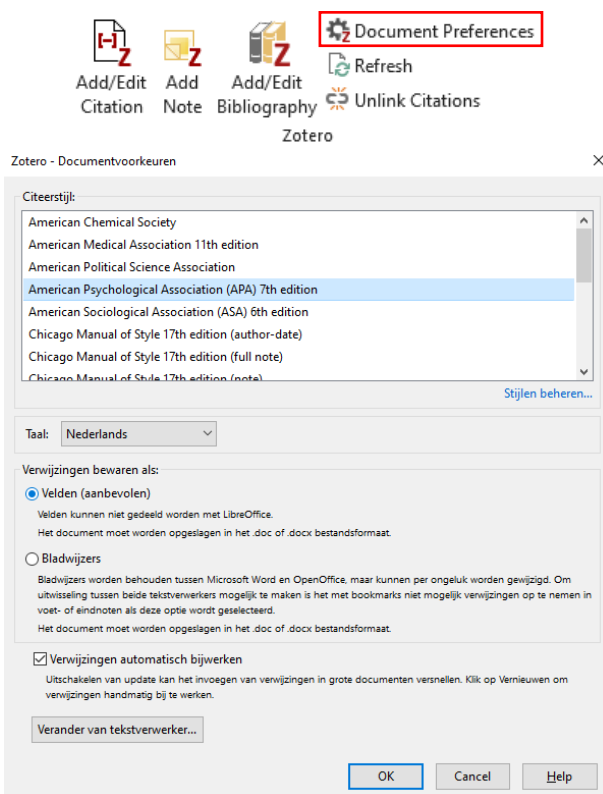 Document Preferences
Refresh
Unlink Citations
Add/Edit Citation
Add Note
Add/Edit Bibliography
Zotero
Zotero - Documentvoorkeuren
Citeerstijl:
American Chemical Society
American Medical Association 11th edition
American Political Science Association
American Psychological Association (APA) 7th edition
American Sociological Association (ASA) 6th edition
Chicago Manual of Style 17th edition (author-date)
Chicago Manual of Style 17th edition (full note)
Chicago Manual of Style 17th edition (note)
Stijlen beheren...
Taal: Nederlands
Verwijzingen bewaren als:
Velden (aanbevolen)
Velden kunnen niet gedeeld worden met LibreOffice.
Het document moet worden opgeslagen in het .doc of .docx bestandsformaat.
Bladwijzers
Bladwijzers worden behouden tussen Microsoft Word en OpenOffice, maar kunnen per ongeluk worden gewijzigd. Om
uitwisseling tussen beide tekstverwerkers mogelijk te maken is het met bookmarks niet mogelijk verwijzingen op te nemen in
voet- of eindnoten als deze optie wordt geselecteerd.
Het document moet worden opgeslagen in het .doc of .docx bestandsformaat.
Verwijzingen automatisch bijwerken
Uitschakelen van update kan het invoegen van verwijzingen in grote documenten versnellen. Klik op Vernieuwen om
verwijzingen handmatig bij te werken.
Verander van tekstverwerker...
OK Cancel Help